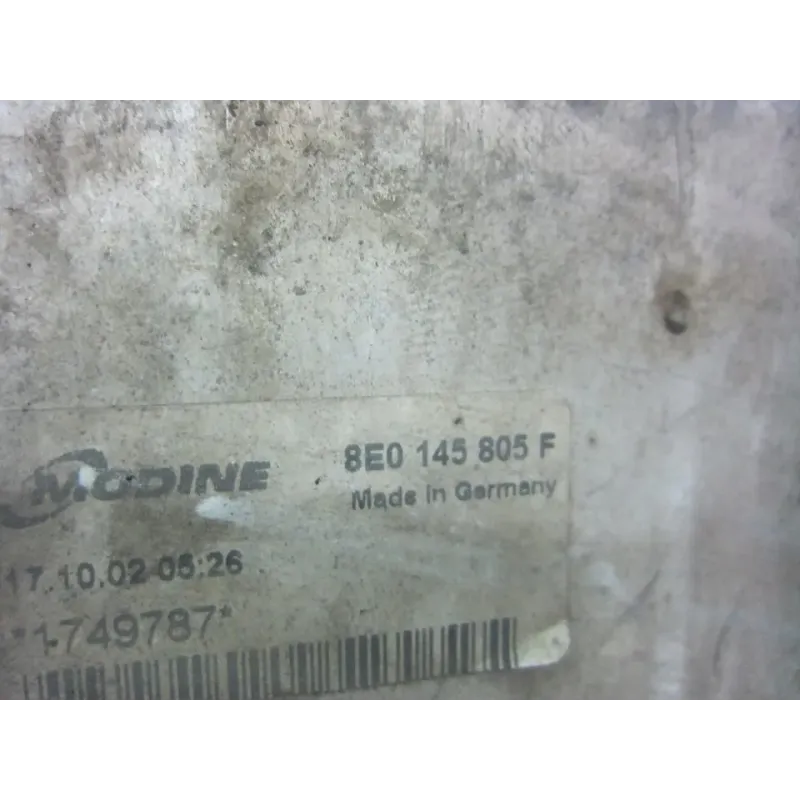 MODINE 8E0 145 805 F
Made in Germany
17.10.02 05:26
*1749787*